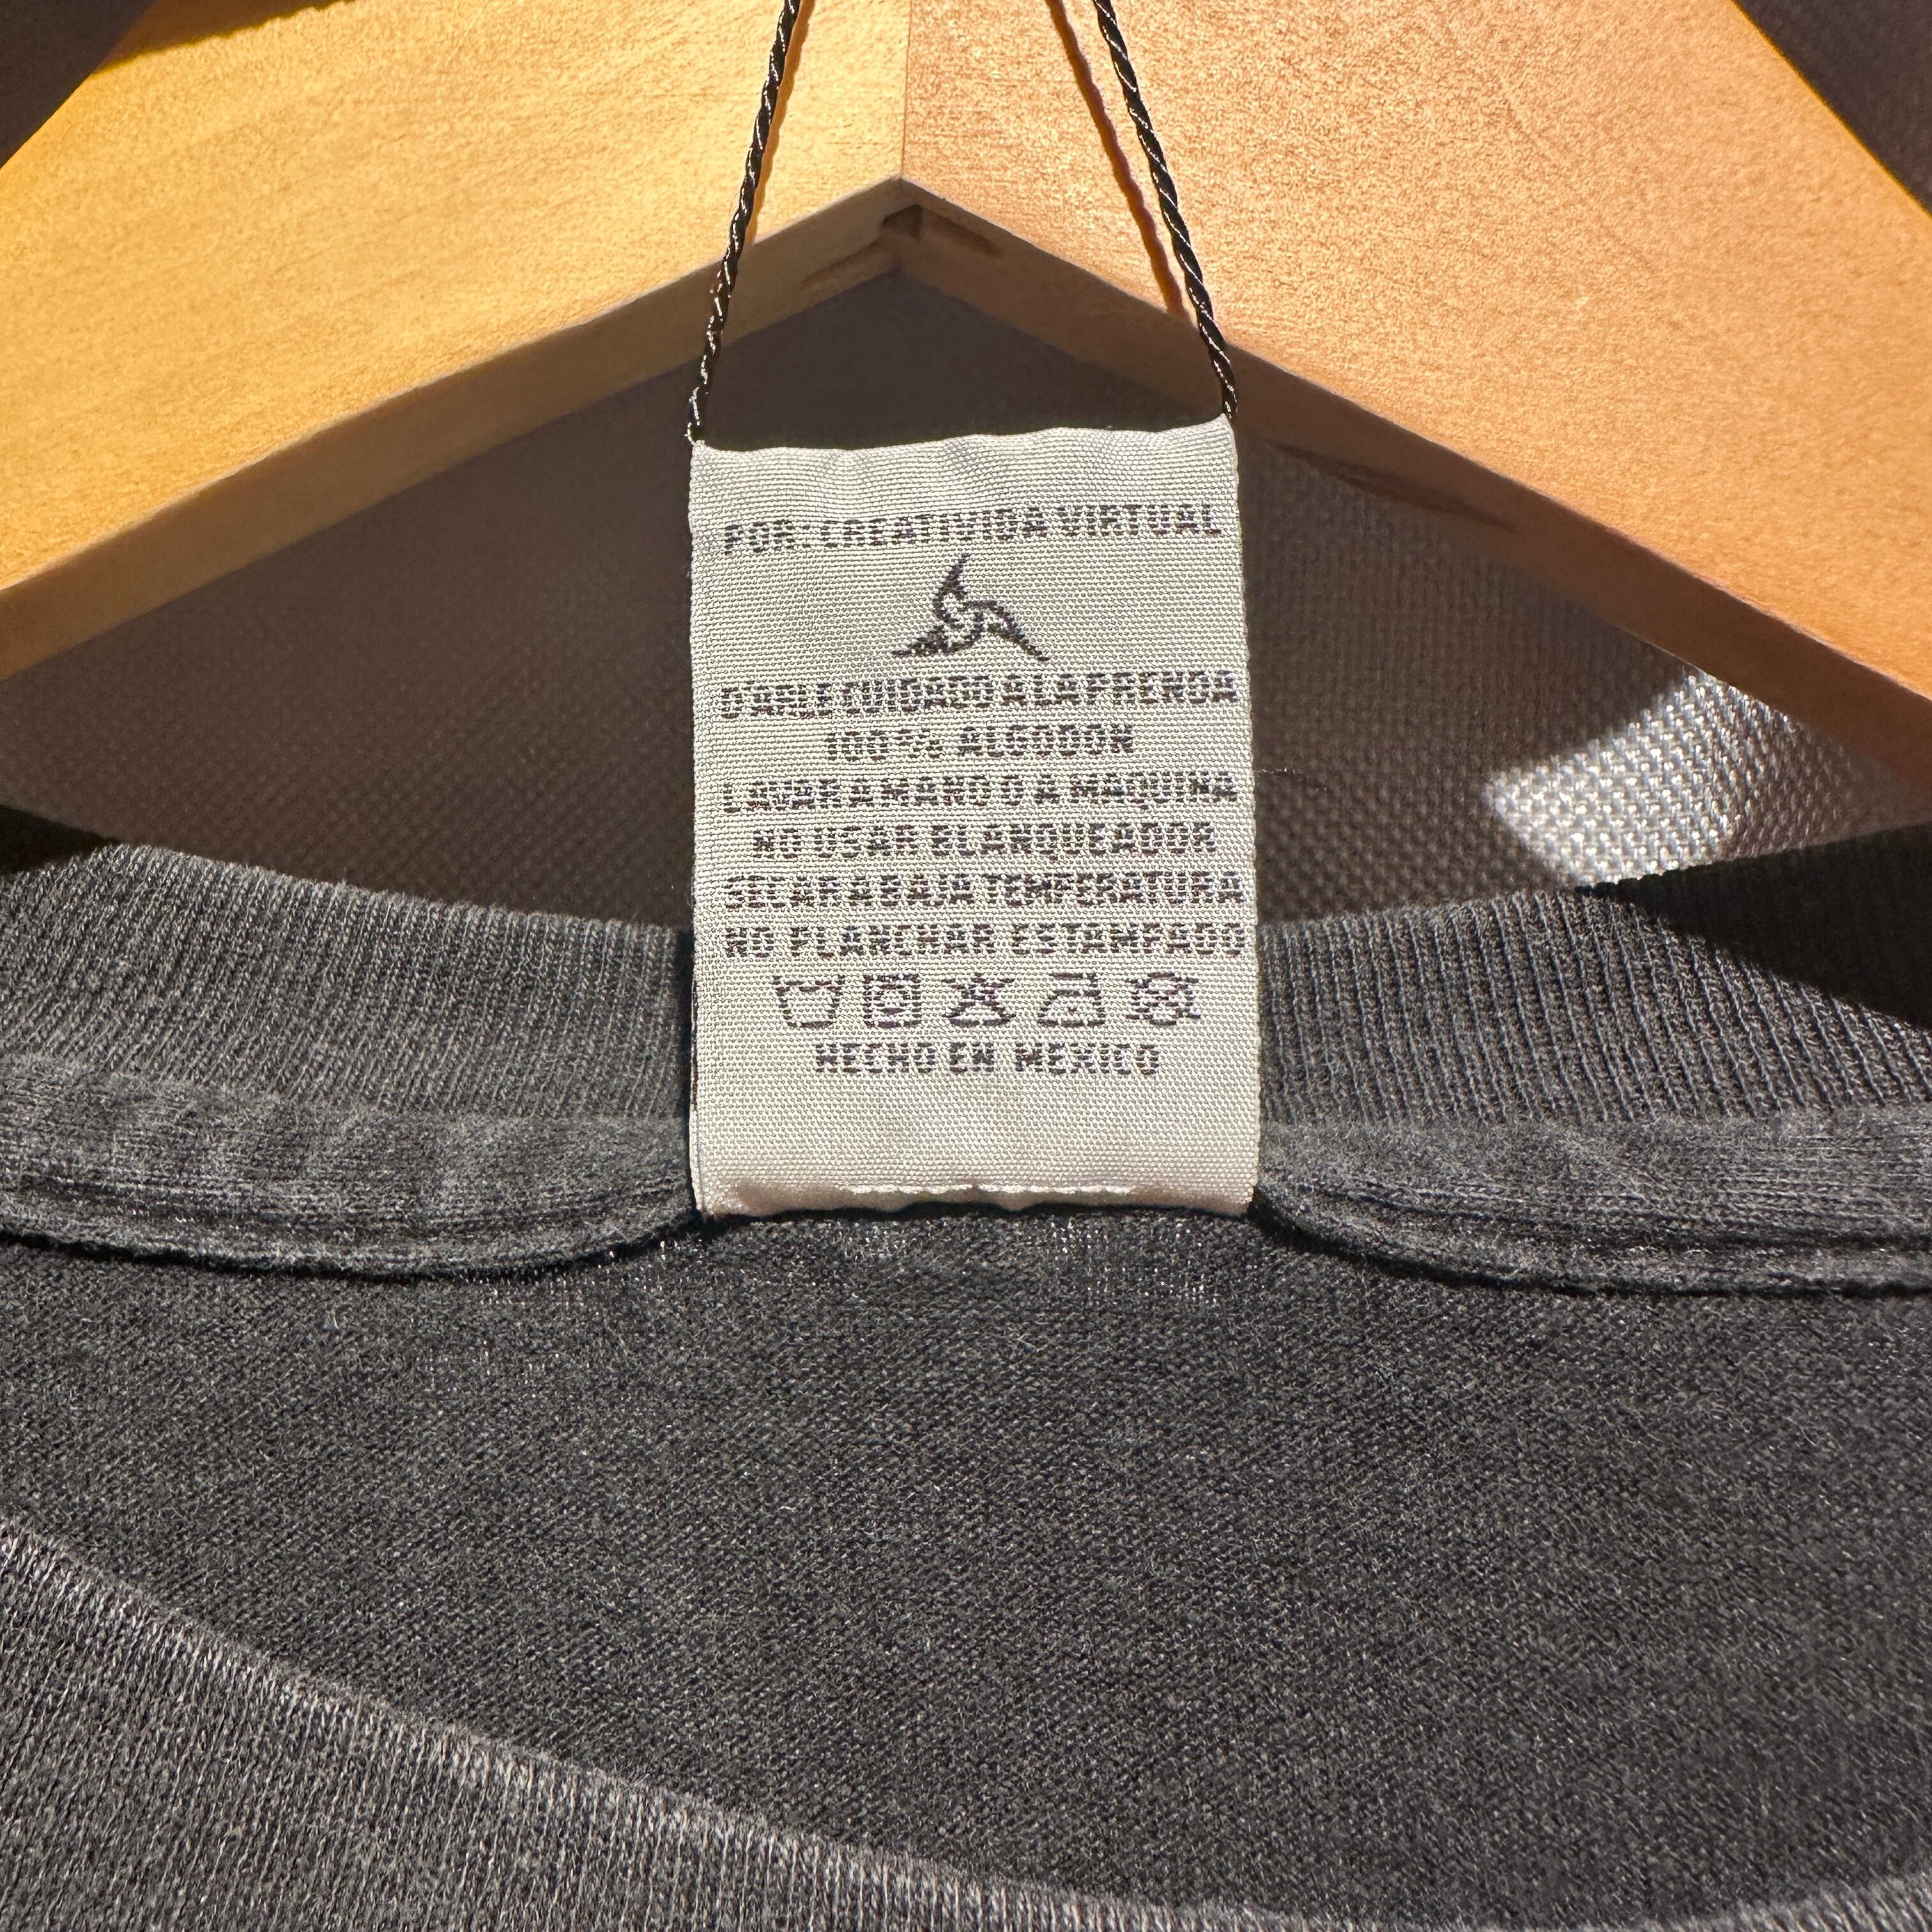 POR: CREATIVIDA VIRTUAL
DARLE CUIDADO A LA PRENDA
100% ALGODON
LAVAR A MANO O A MAQUINA
NO USAR BLANQUEADOR
SECAR A BAJA TEMPERATURA
NO PLANCHAR ESTAMPADO
HECHO EN MEXICO